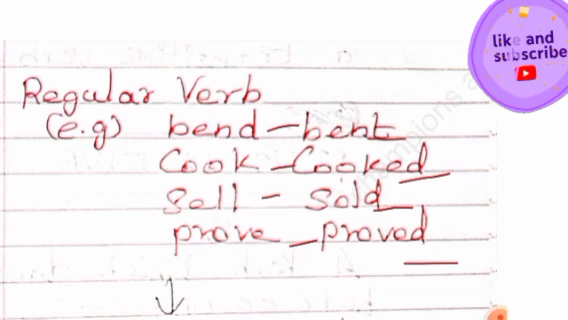 like and
subscribe
Regular Verb
(e.g) bend - bent
Cook - Cooked
Sell - Sold
prove - proved